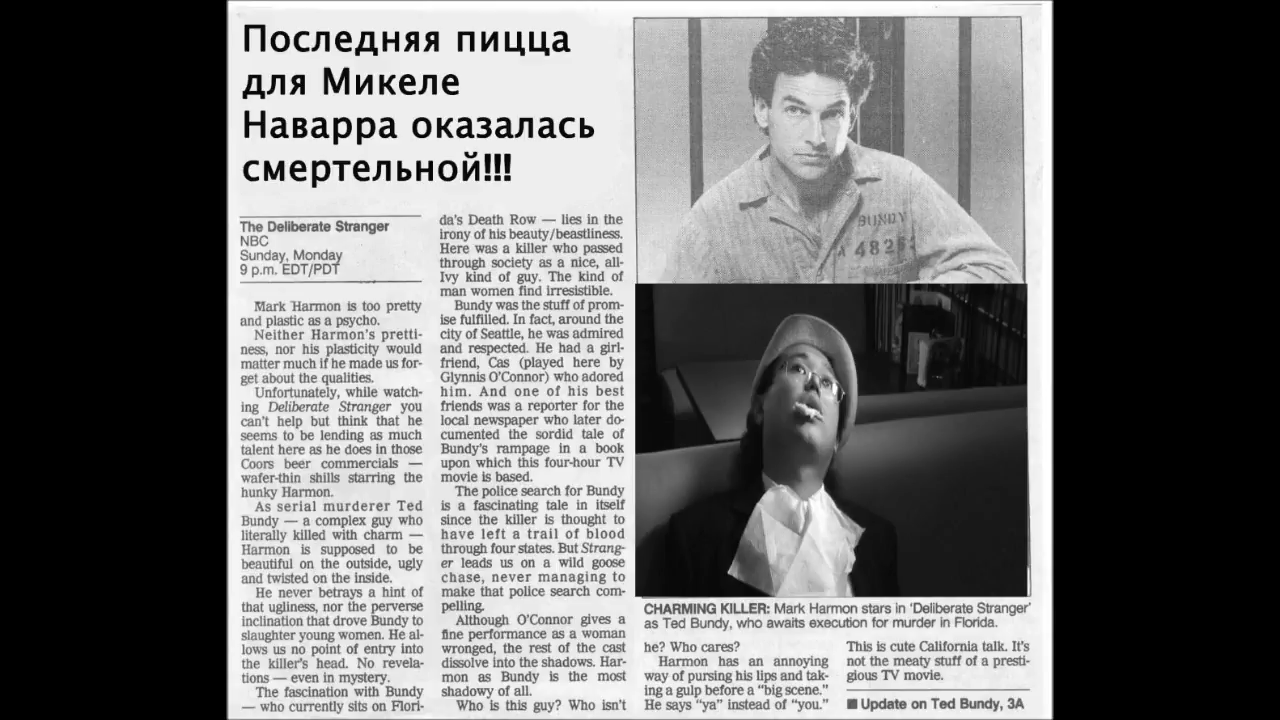 Последняя пицца
для Микеле
Наварра оказалась
смертельной!!!
The Deliberate Stranger
NBC
Sunday, Monday
9 p.m. EDT/PDT
Mark Harmon is too pretty
and plastic as a psycho.
Neither Harmon's pretti-
ness, nor his plasticity would
matter much if he made us for-
get about the qualities.
Unfortunately, while watch-
ing Deliberate Stranger you
can't help but think that he
seems to be lending as much
talent here as he does in those
Coors beer commercials —
wafer-thin shills starring the
hunky Harmon.
As serial murderer Ted
Bundy — a complex guy who
literally killed with charm —
Harmon is supposed to be
beautiful on the outside, ugly
and twisted on the inside.
He never betrays a hint of
that ugliness, nor the perverse
inclination that drove Bundy to
slaughter young women. He al-
lows us no point of entry into
the killer's head. No revela-
tions — even in mystery.
The fascination with Bundy
— who currently sits on Flori-
da's Death Row — lies in the
irony of his beauty/beastliness.
Here was a killer who passed
through society as a nice, all-
Ivy kind of guy. The kind of
man women find irresistible.
Bundy was the stuff of prom-
ise fulfilled. In fact, around the
city of Seattle, he was admired
and respected. He had a girl-
friend, Cas (played here by
Glynnis O'Connor) who adored
him. And one of his best
friends was a reporter for the
local newspaper who later do-
cumented the sordid tale of
Bundy's rampage in a book
upon which this four-hour TV
movie is based.
The police search for Bundy
is a fascinating tale in itself
since the killer is thought to
have left a trail of blood
through four states. But Strang-
er leads us on a wild goose
chase, never managing to
make that police search com-
pelling.
Although O'Connor gives a
fine performance as a woman
wronged, the rest of the cast
dissolve into the shadows. Har-
mon as Bundy is the most
shadowy of all.
Who is this guy? Who isn't
BUNDY
A 48253
CHARMING KILLER: Mark Harmon stars in 'Deliberate Stranger'
as Ted Bundy, who awaits execution for murder in Florida.
he? Who cares?
Harmon has an annoying
way of pursing his lips and tak-
ing a gulp before a "big scene."
He says "ya" instead of "you."
This is cute California talk. It's
not the meaty stuff of a presti-
gious TV movie.
■ Update on Ted Bundy, 3A